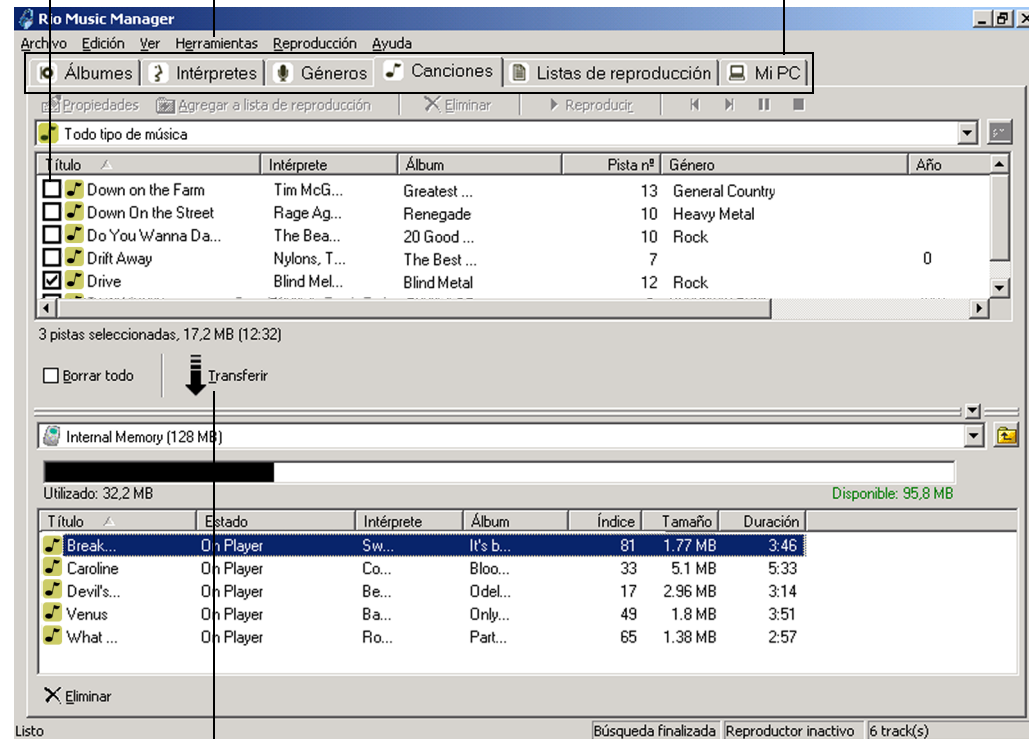 Rio Music Manager
Archivo Edición Ver Herramientas Reproducción Ayuda
Álbumes Intérpretes Géneros Canciones Listas de reproducción Mi PC
Propiedades Agregar a lista de reproducción Eliminar Reproducir
Todo tipo de música
Título Intérprete Álbum Pista nº Género Año
Down on the Farm Tim McG... Greatest ... 13 General Country
Down On the Street Rage Ag... Renegade 10 Heavy Metal
Do You Wanna Da... The Bea... 20 Good ... 10 Rock
Drift Away Nylons, T... The Best ... 7 0
Drive Blind Mel... Blind Metal 12 Rock
3 pistas seleccionadas, 17,2 MB (12:32)
Borrar todo Transferir
Internal Memory (128 MB)
Utilizado: 32,2 MB Disponible: 95,8 MB
Título Estado Intérprete Álbum Índice Tamaño Duración
Break... On Player Sw... It's b... 81 1.77 MB 3:46
Caroline On Player Co... Bloo... 33 5.1 MB 5:33
Devil's... On Player Be... Odel... 17 2.96 MB 3:14
Venus On Player Ba... Only... 49 1.8 MB 3:51
What ... On Player Ro... Part... 65 1.38 MB 2:57
Eliminar
Listo Búsqueda finalizada Reproductor inactivo 6 track(s)